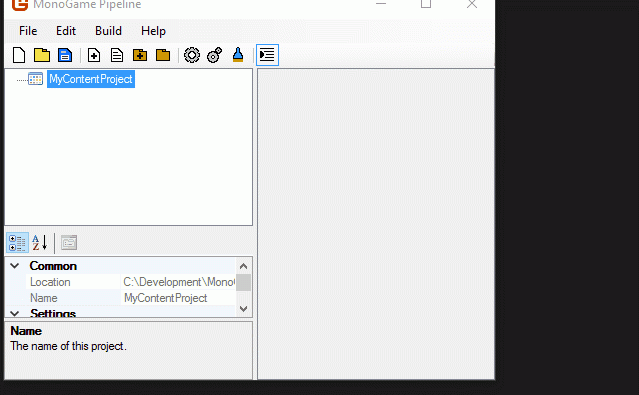 MonoGame Pipeline
File Edit Build Help
MyContentProject
A
Z
Common
Location C:\Development\Mono
Name MyContentProject
Settings
Name
The name of this project.